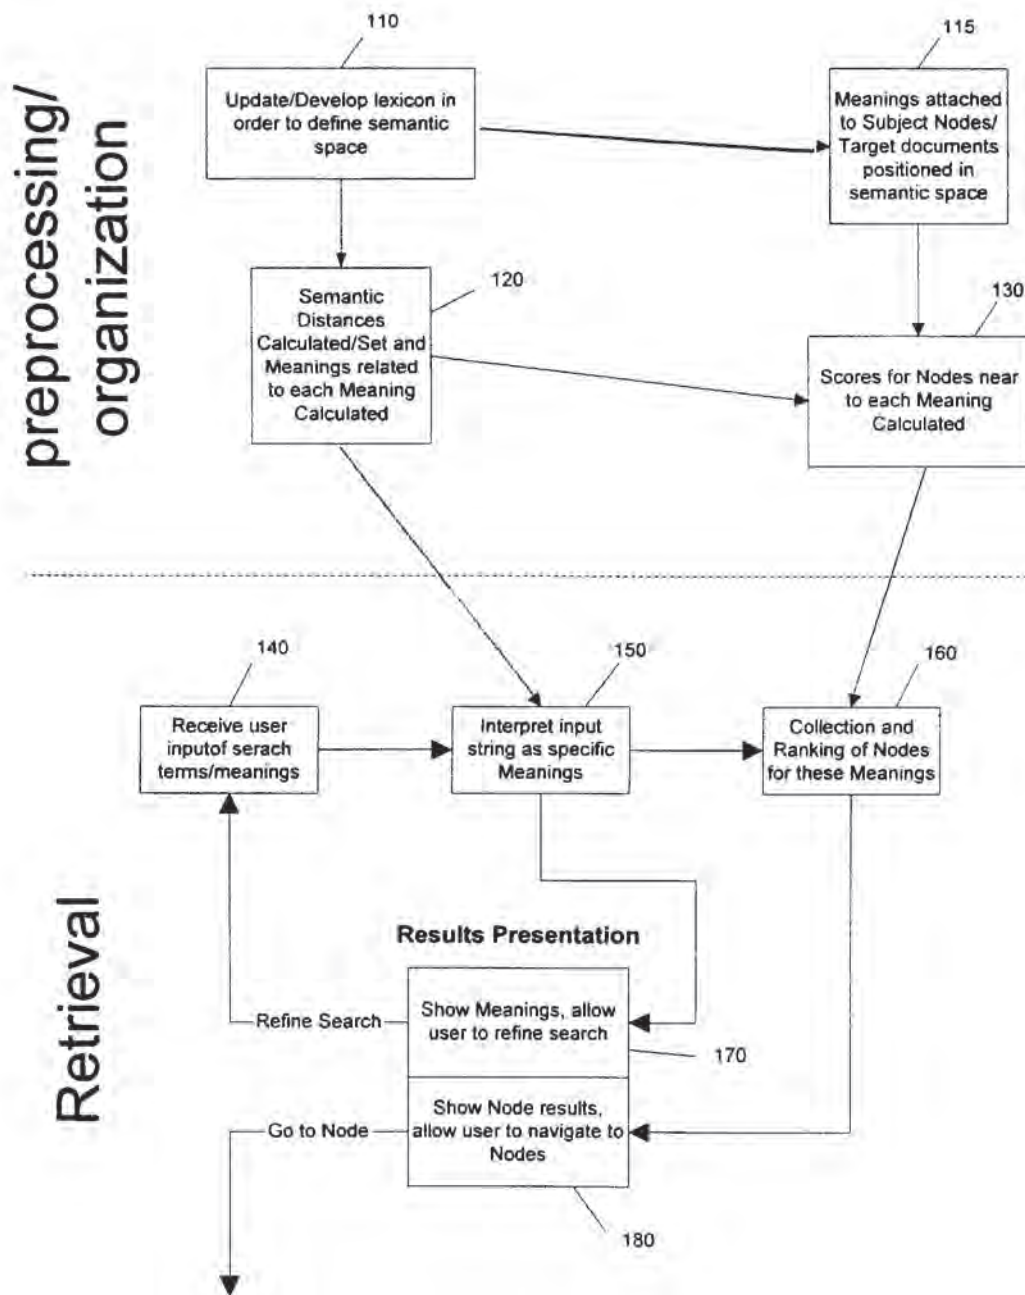 preprocessing/
organization
110
Update/Develop lexicon in
order to define semantic
space
115
Meanings attached
to Subject Nodes/
Target documents
positioned in
semantic space
120
Semantic
Distances
Calculated/Set and
Meanings related
to each Meaning
Calculated
130
Scores for Nodes near
to each Meaning
Calculated
Retrieval
140
Receive user
inputof serach
terms/meanings
150
Interpret input
string as specific
Meanings
160
Collection and
Ranking of Nodes
for these Meanings
Results Presentation
Refine Search
Show Meanings, allow
user to refine search
170
Go to Node
Show Node results,
allow user to navigate to
Nodes
180